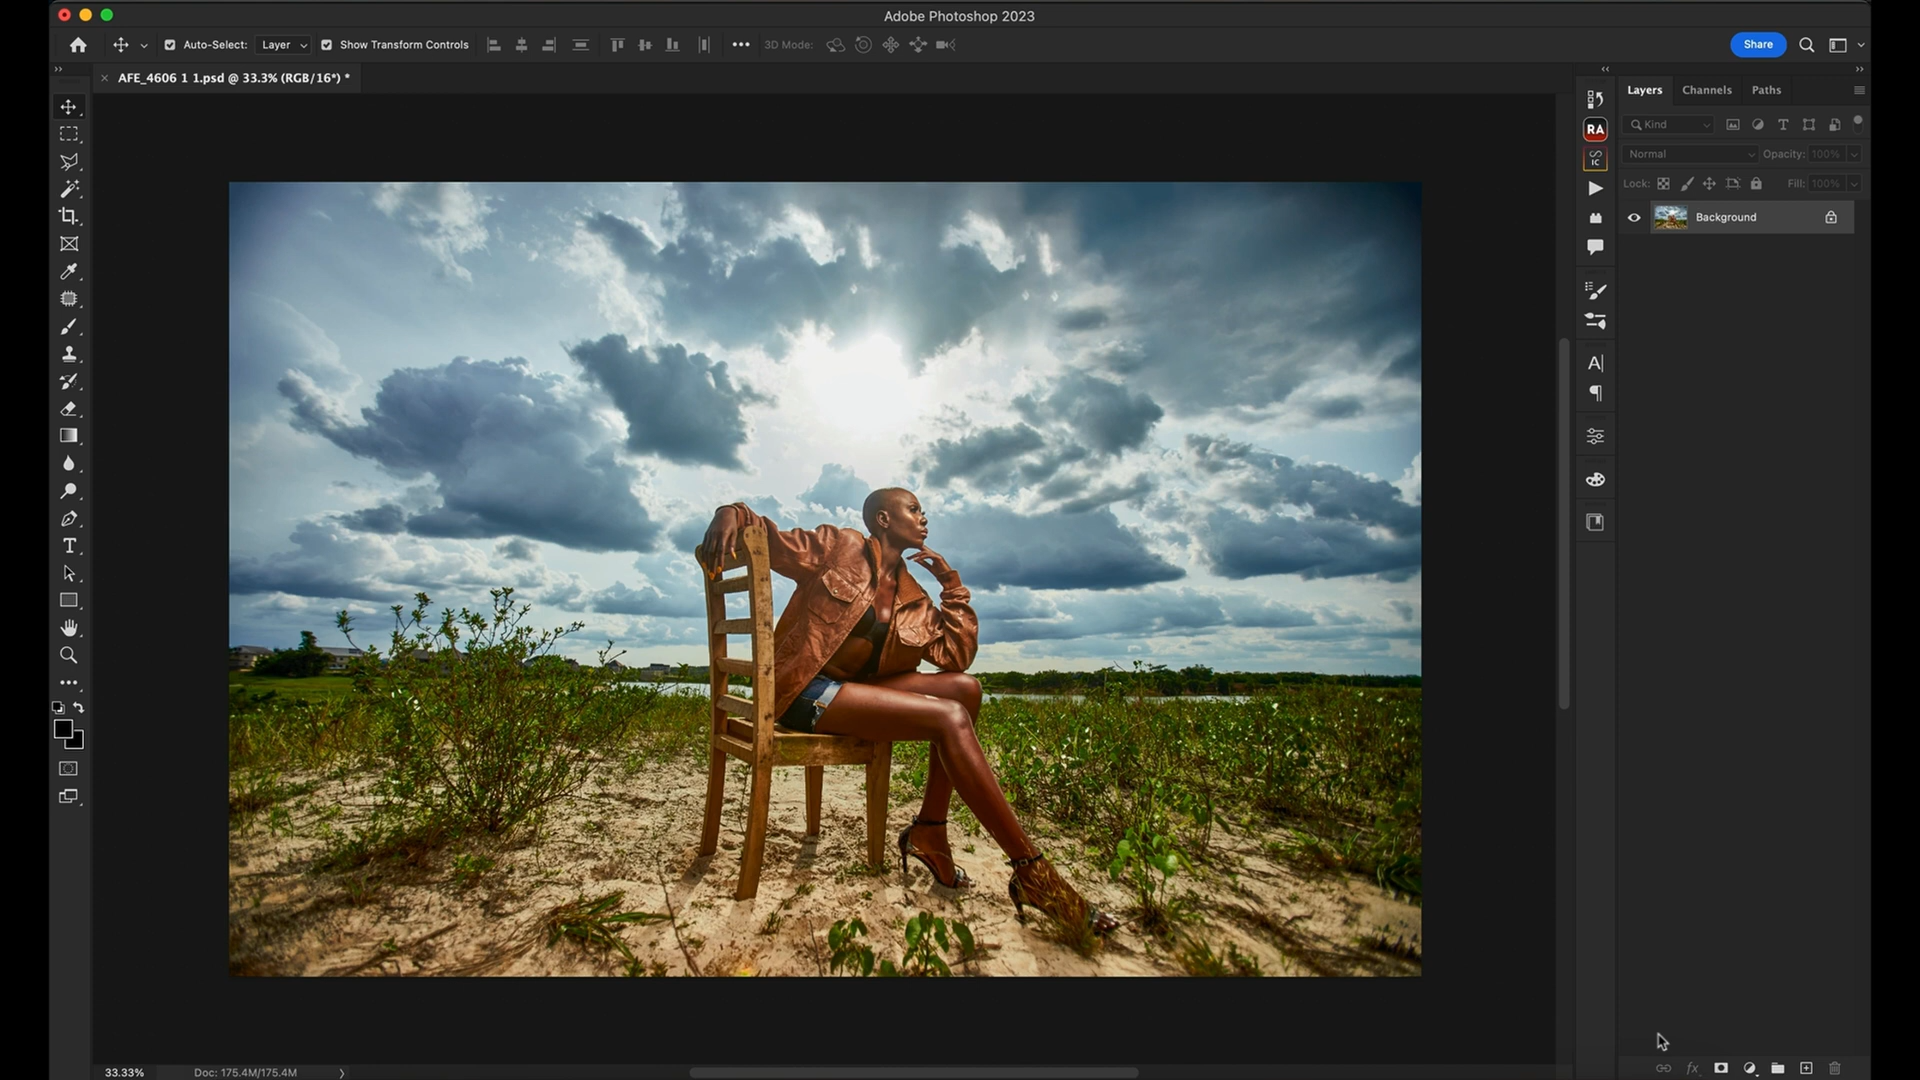 Adobe Photoshop 2023
Auto-Select: Layer Show Transform Controls 3D Mode: Share
AFE_4606 1 1.psd @ 33.3% (RGB/16*) *
Layers Channels Paths
RA
Kind
IC
Normal Opacity: 100%
Lock: Fill: 100%
Background
33.33% Doc: 175.4M/175.4M